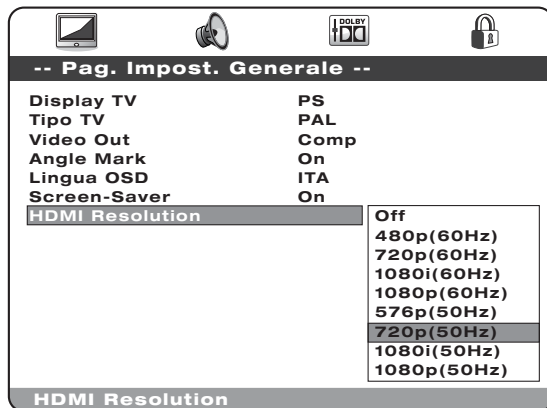 DOLBY
-- Pag. Impost. Generale --
Display TV PS
Tipo TV PAL
Video Out Comp
Angle Mark On
Lingua OSD ITA
Screen-Saver On
HDMI Resolution Off
480p(60Hz)
720p(60Hz)
1080i(60Hz)
1080p(60Hz)
576p(50Hz)
720p(50Hz)
1080i(50Hz)
1080p(50Hz)
HDMI Resolution